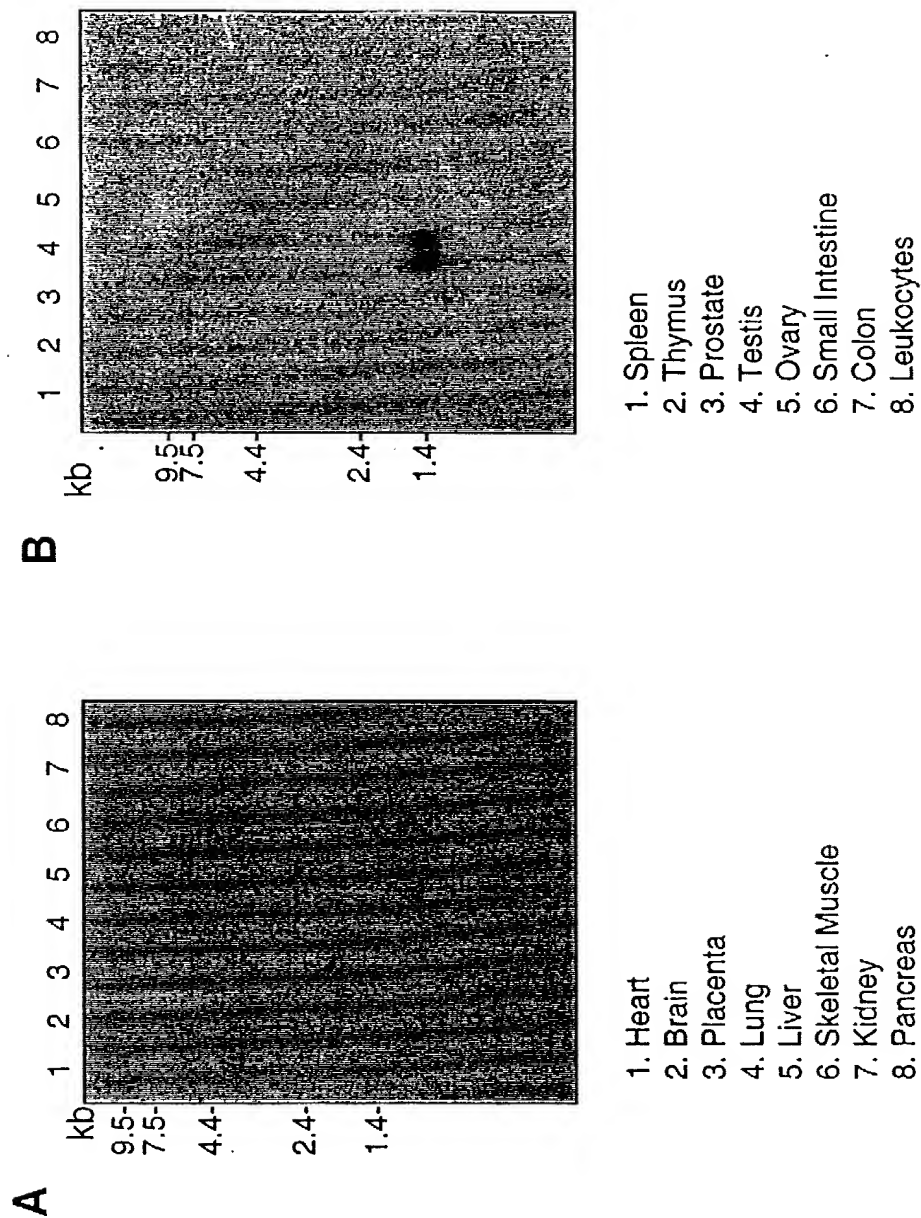 A
1 2 3 4 5 6 7 8
kb
9.5-
7.5-
4.4-
2.4-
1.4-
1. Heart
2. Brain
3. Placenta
4. Lung
5. Liver
6. Skeletal Muscle
7. Kidney
8. Pancreas
B
1 2 3 4 5 6 7 8
kb
9.5-
7.5-
4.4-
2.4-
1.4-
1. Spleen
2. Thymus
3. Prostate
4. Testis
5. Ovary
6. Small Intestine
7. Colon
8. Leukocytes